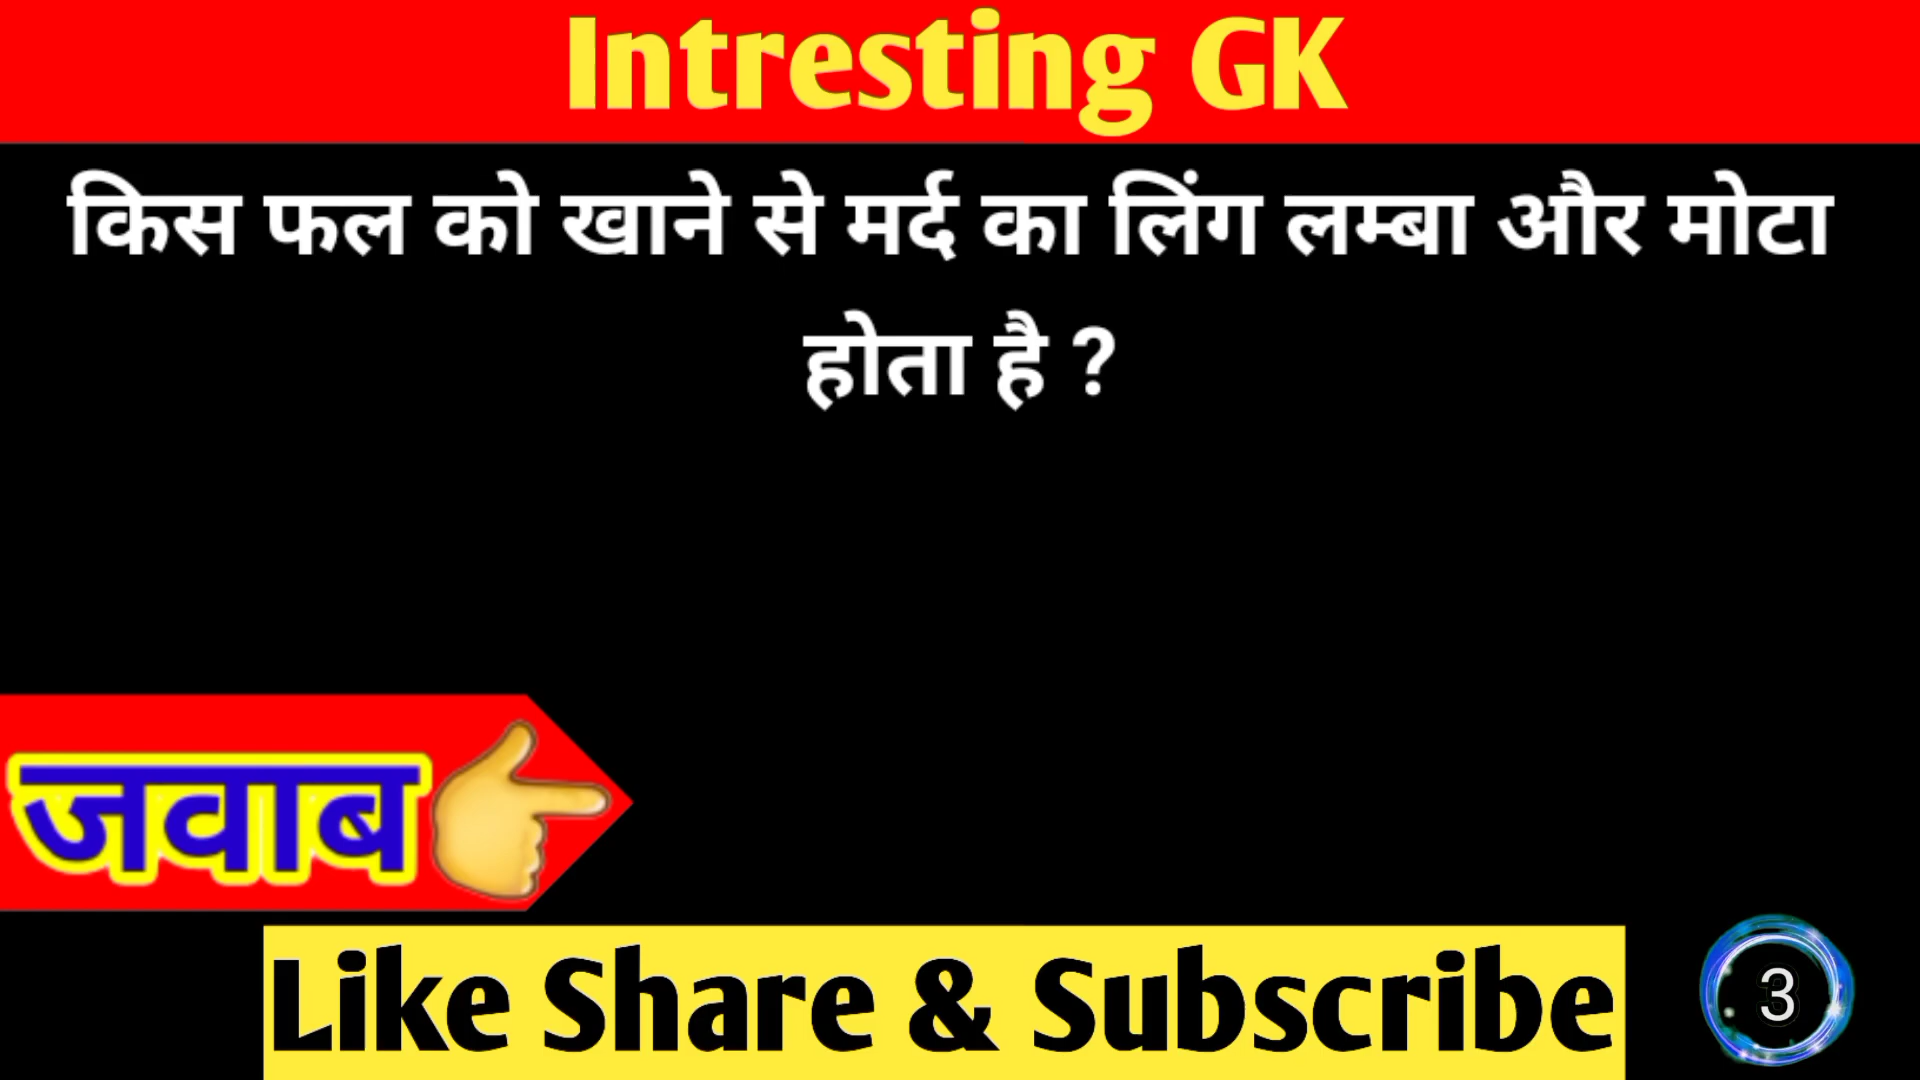 Intresting GK
किस फल को खाने से मर्द का लिंग लम्बा और मोटा
होता है ?
जवाब
Like Share & Subscribe
3